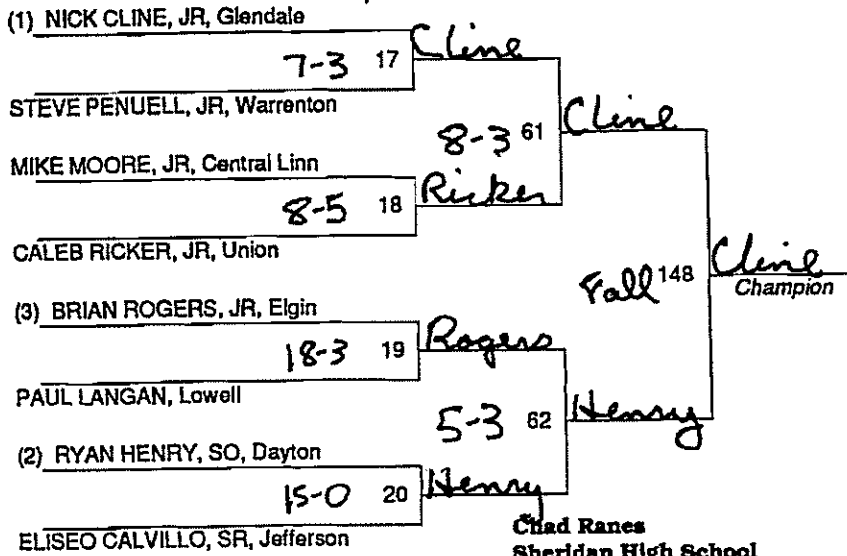 (1) NICK CLINE, JR, Glendale
7-3 17 Cline
STEVE PENUELL, JR, Warrenton
8-3 61 Cline
MIKE MOORE, JR, Central Linn
8-5 18 Ricker
CALEB RICKER, JR, Union
Fall 148 Cline
Champion
(3) BRIAN ROGERS, JR, Elgin
18-3 19 Rogers
PAUL LANGAN, Lowell
5-3 62 Henry
(2) RYAN HENRY, SO, Dayton
15-0 20 Henry
ELISEO CALVILLO, SR, Jefferson
Chad Ranes
Sheridan High School